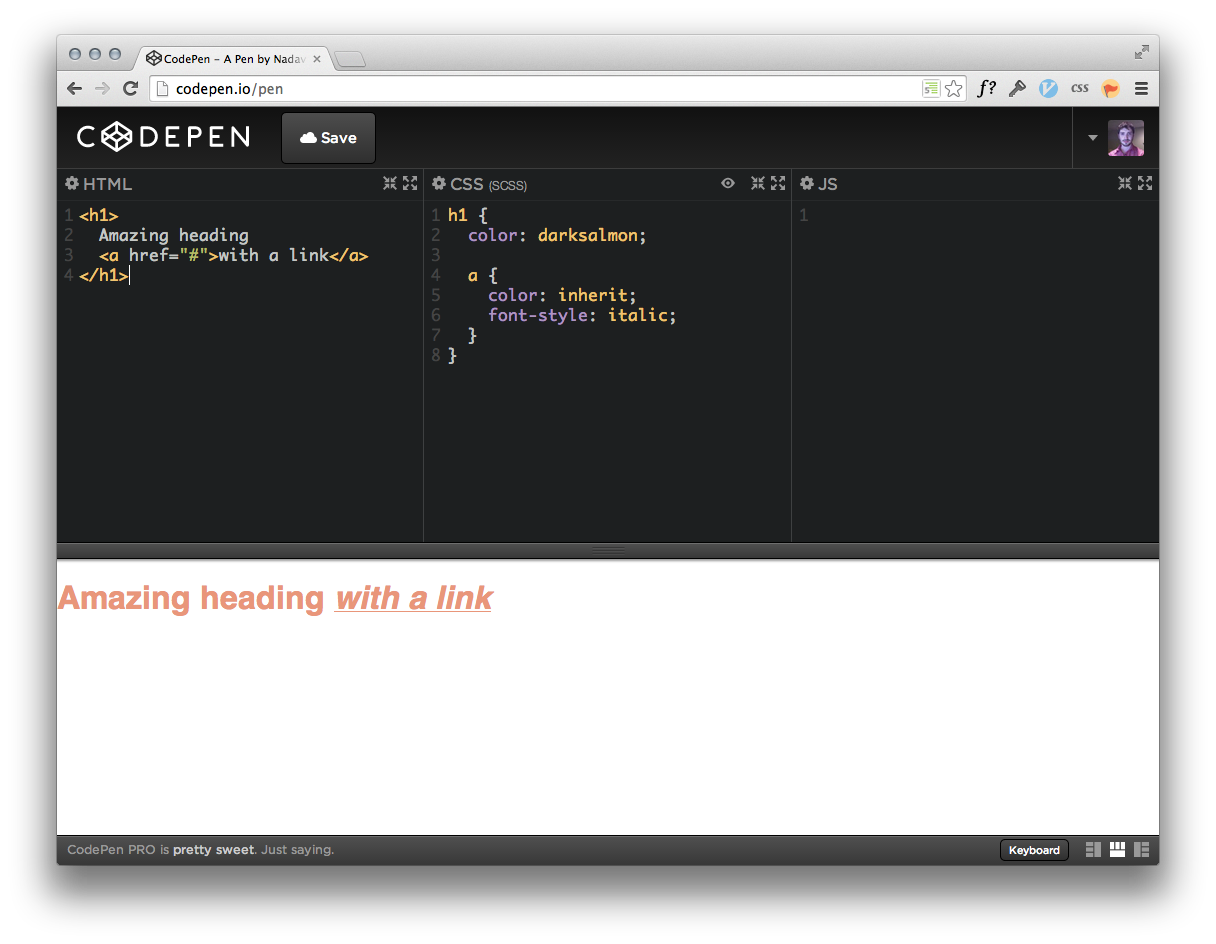 CodePen – A Pen by Nadav
codepen.io/pen
f? css
CODEPEN Save
HTML
1 <h1>
2 Amazing heading
3 <a href="#">with a link</a>
4 </h1>
CSS (SCSS)
1 h1 {
2 color: darksalmon;
3
4 a {
5 color: inherit;
6 font-style: italic;
7 }
8 }
JS
1
Amazing heading with a link
CodePen PRO is pretty sweet. Just saying.
Keyboard